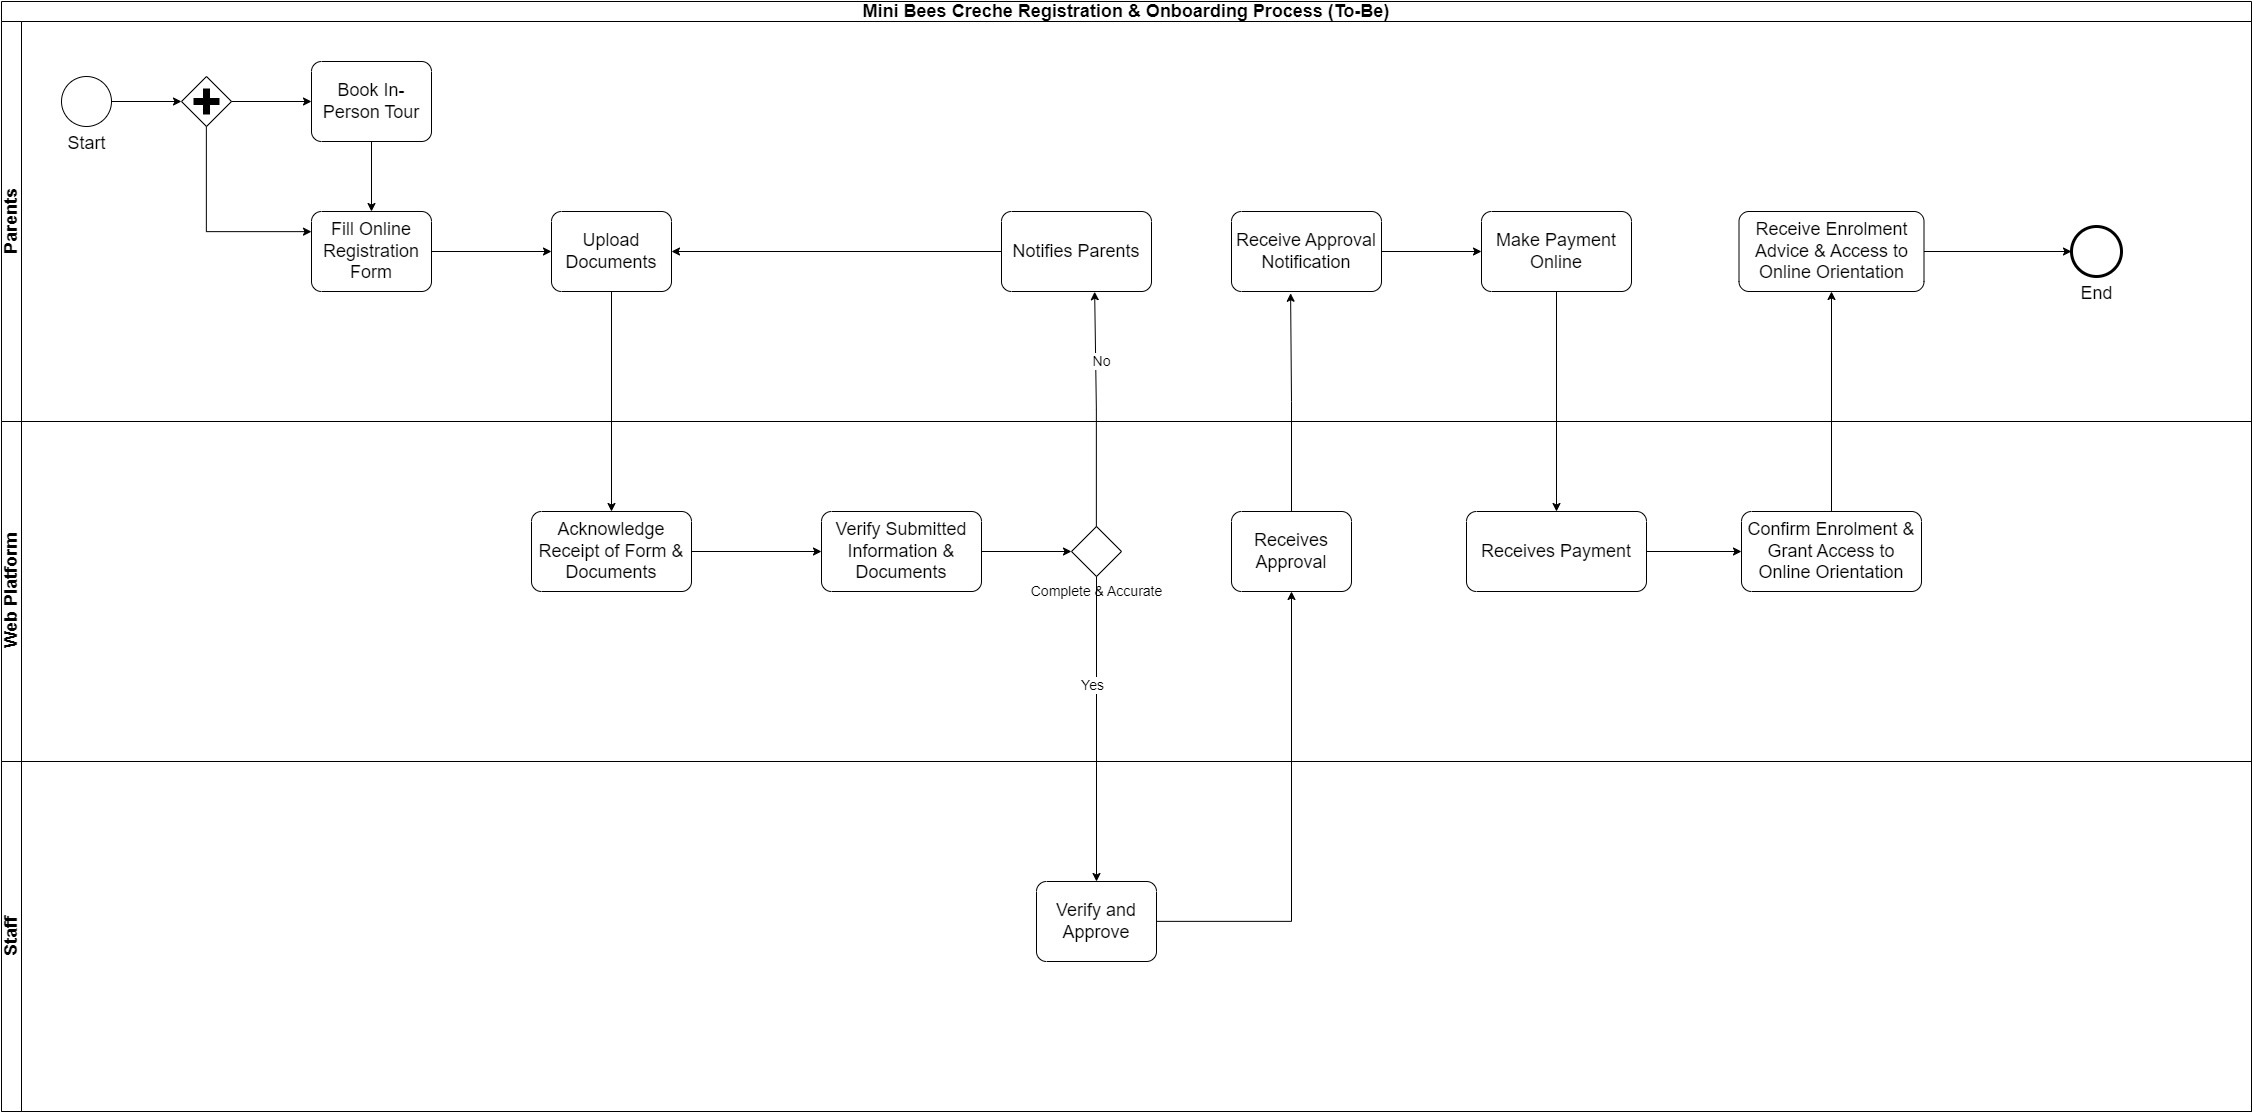 Mini Bees Creche Registration & Onboarding Process (To-Be)
Parents
Start
Book In-
Person Tour
Fill Online
Registration
Form
Upload
Documents
Notifies Parents
No
Receive Approval
Notification
Make Payment
Online
Receive Enrolment
Advice & Access to
Online Orientation
End
Web Platform
Acknowledge
Receipt of Form &
Documents
Verify Submitted
Information &
Documents
Complete & Accurate
Yes
Receives
Approval
Receives Payment
Confirm Enrolment &
Grant Access to
Online Orientation
Staff
Verify and
Approve